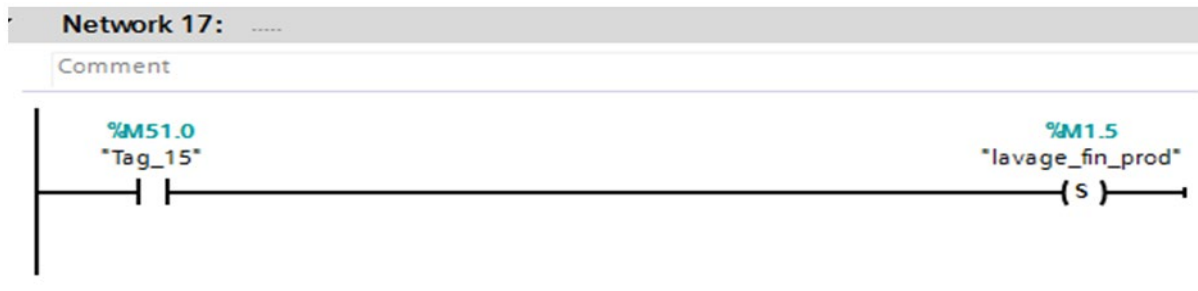 Network 17: .....
Comment
%M51.0
"Tag_15"
%M1.5
"lavage_fin_prod"
S